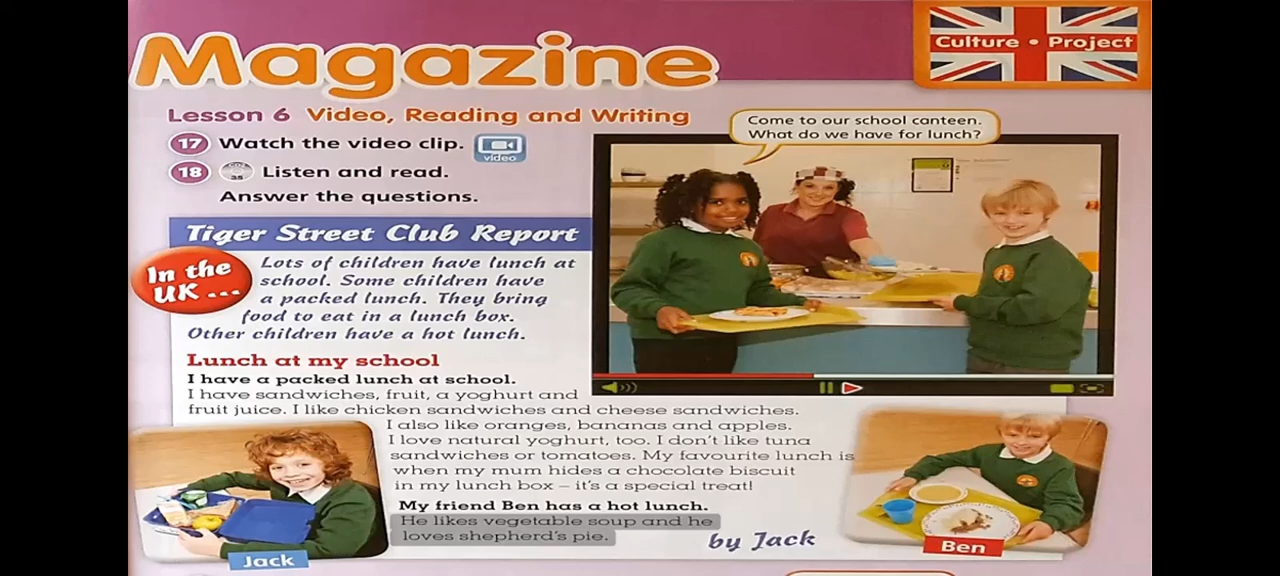 Magazine
Culture • Project
Lesson 6 Video, Reading and Writing
17 Watch the video clip.
video
18 Listen and read.
Answer the questions.
Come to our school canteen.
What do we have for lunch?
Tiger Street Club Report
In the
UK ...
Lots of children have lunch at
school. Some children have
a packed lunch. They bring
food to eat in a lunch box.
Other children have a hot lunch.
Lunch at my school
I have a packed lunch at school.
I have sandwiches, fruit, a yoghurt and
fruit juice. I like chicken sandwiches and cheese sandwiches.
I also like oranges, bananas and apples.
I love natural yoghurt, too. I don't like tuna
sandwiches or tomatoes. My favourite lunch is
when my mum hides a chocolate biscuit
in my lunch box – it's a special treat!
My friend Ben has a hot lunch.
He likes vegetable soup and he
loves shepherd's pie.
by Jack
Jack
Ben